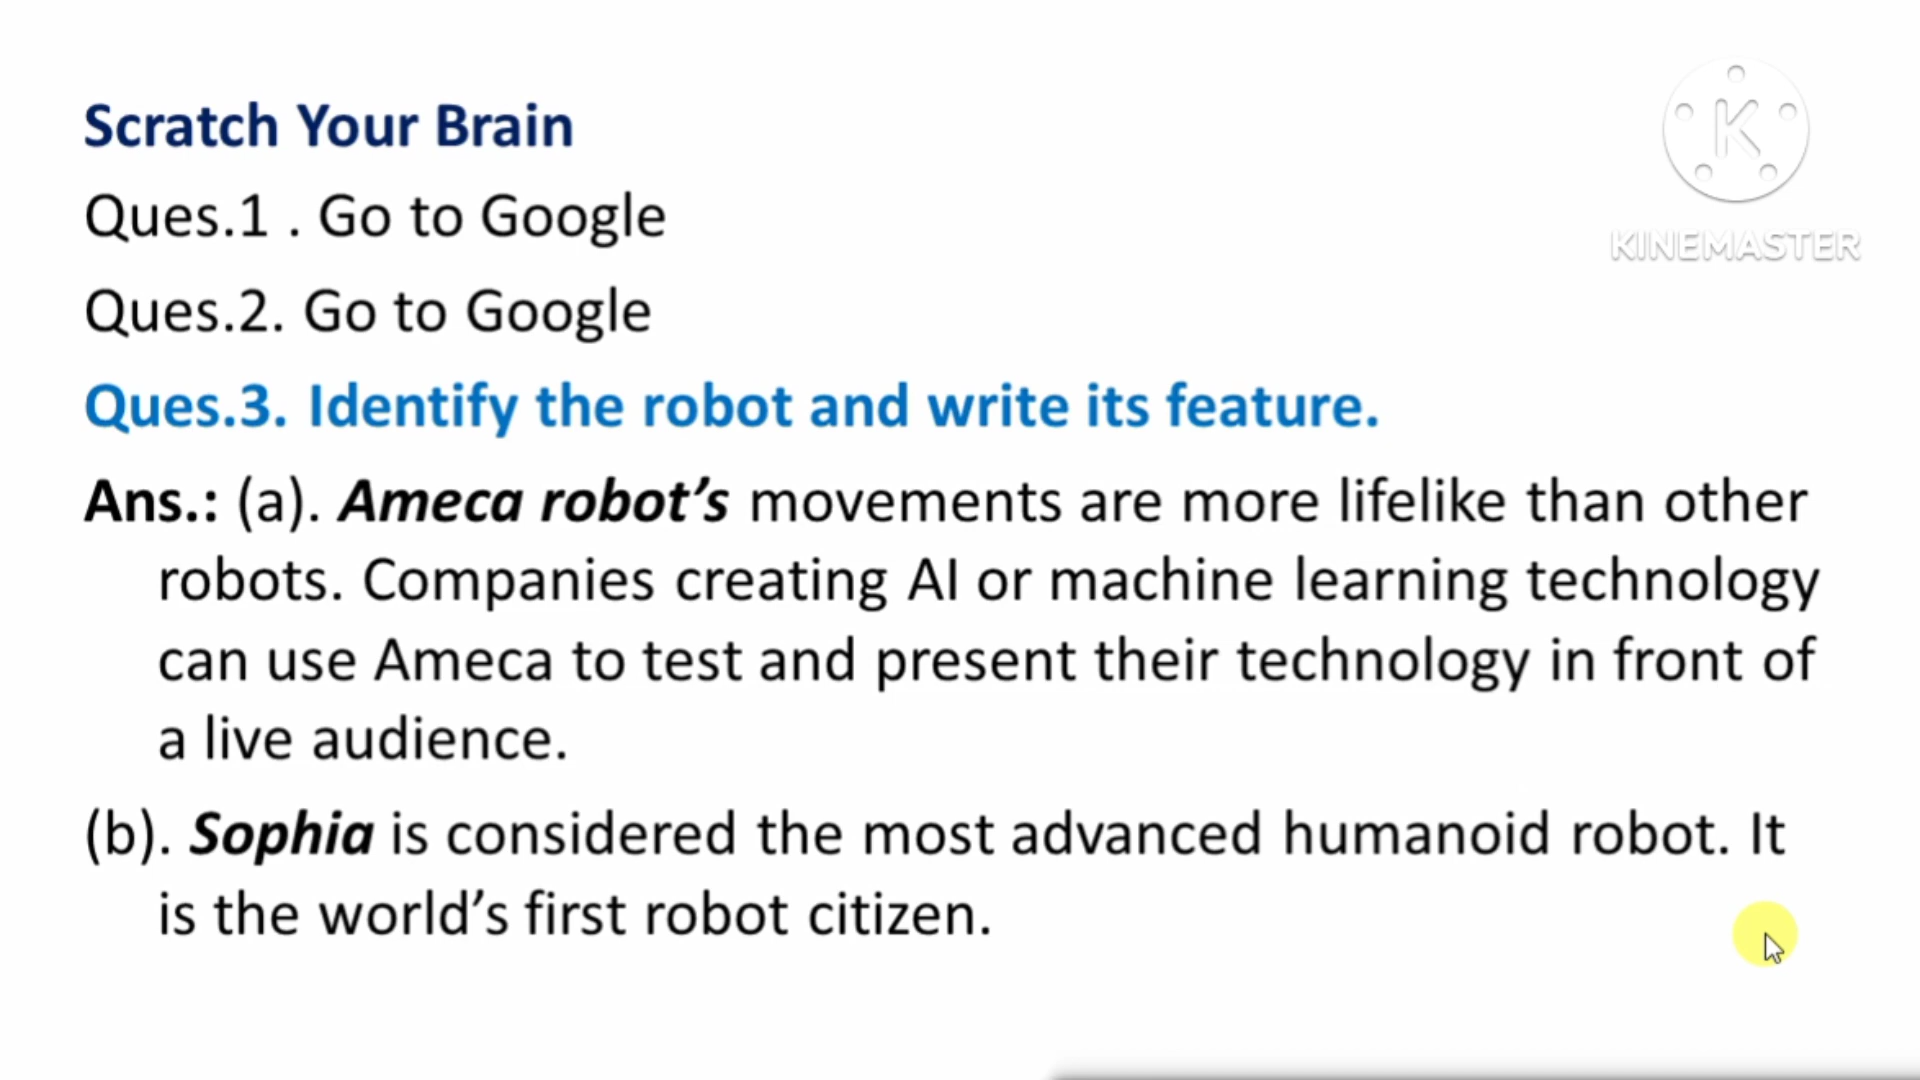 Scratch Your Brain
K
KINEMASTER
Ques.1 . Go to Google
Ques.2. Go to Google
Ques.3. Identify the robot and write its feature.
Ans.: (a). Ameca robot’s movements are more lifelike than other
robots. Companies creating AI or machine learning technology
can use Ameca to test and present their technology in front of
a live audience.
(b). Sophia is considered the most advanced humanoid robot. It
is the world’s first robot citizen.